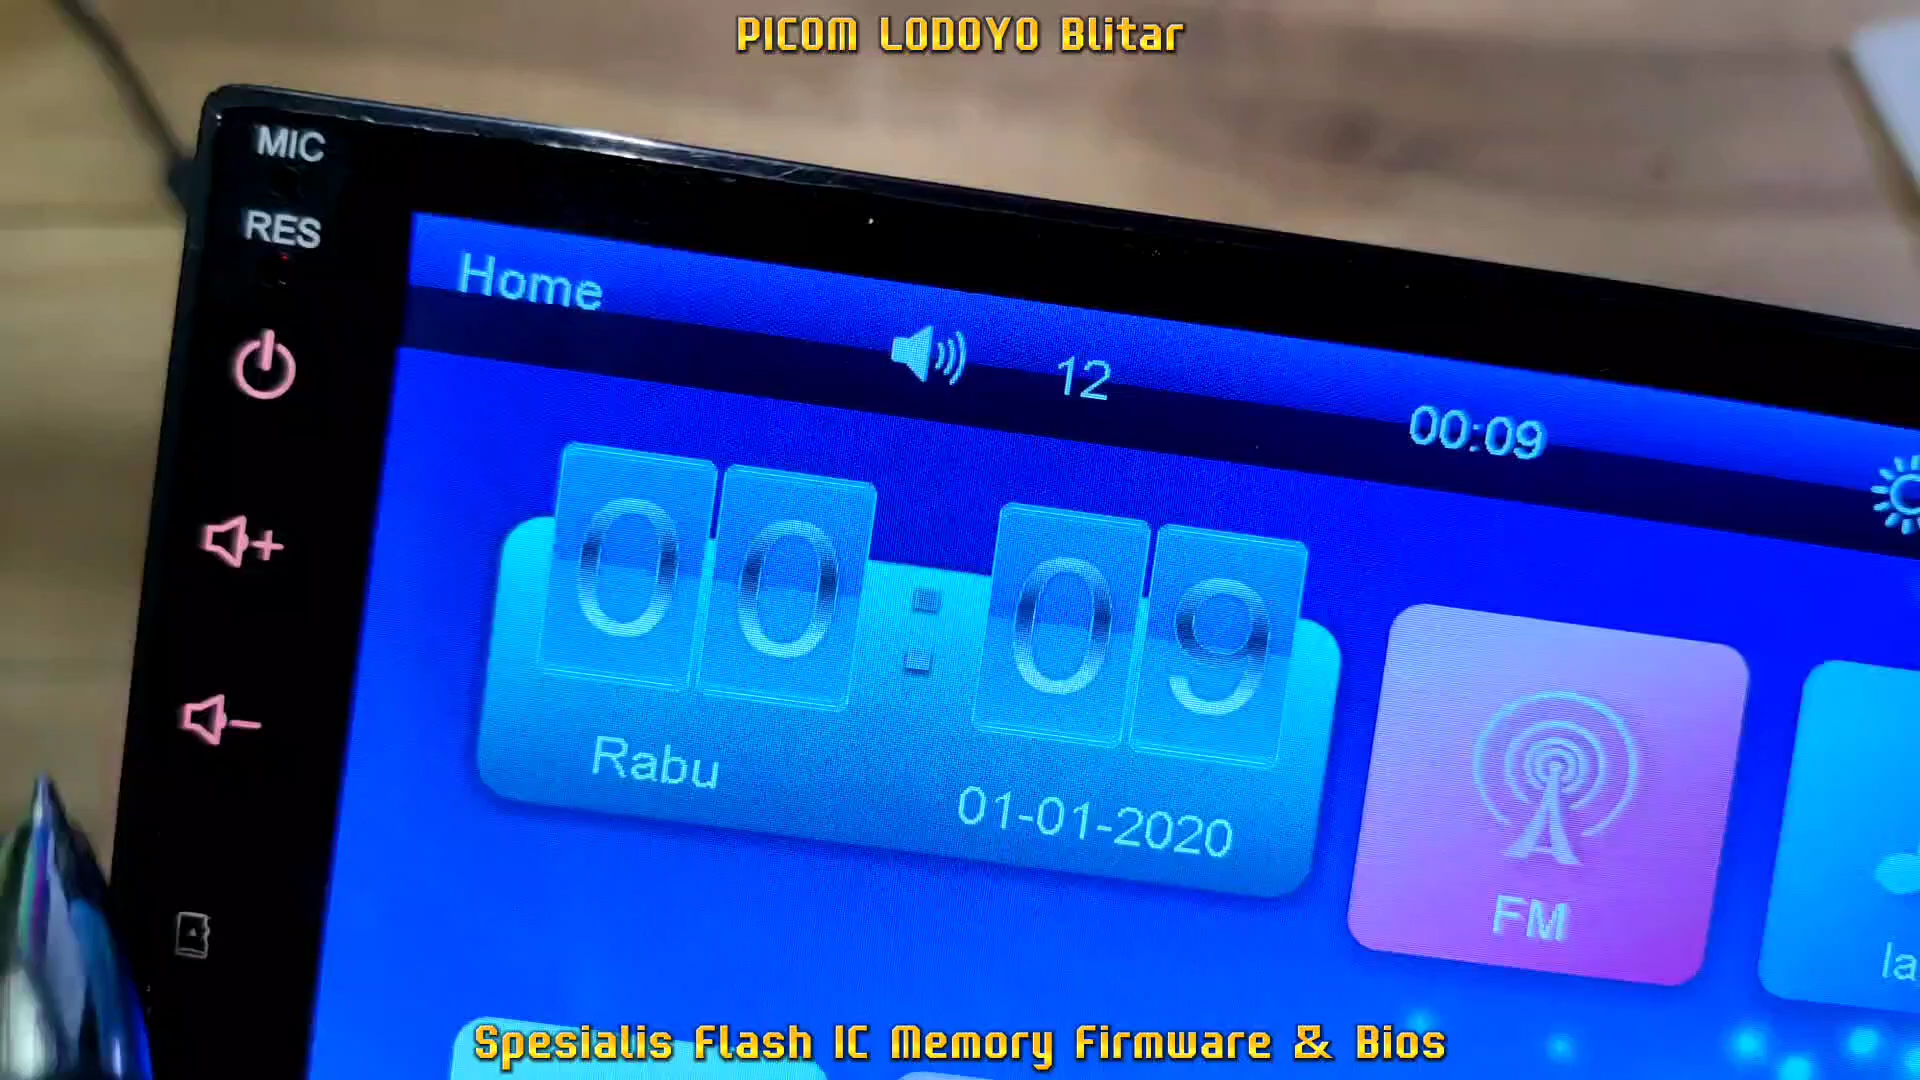 PICOM LODOYO Blitar
MIC
RES
Home
12
00:09
00:09
Rabu
01-01-2020
FM
la
Spesialis Flash IC Memory Firmware & Bios